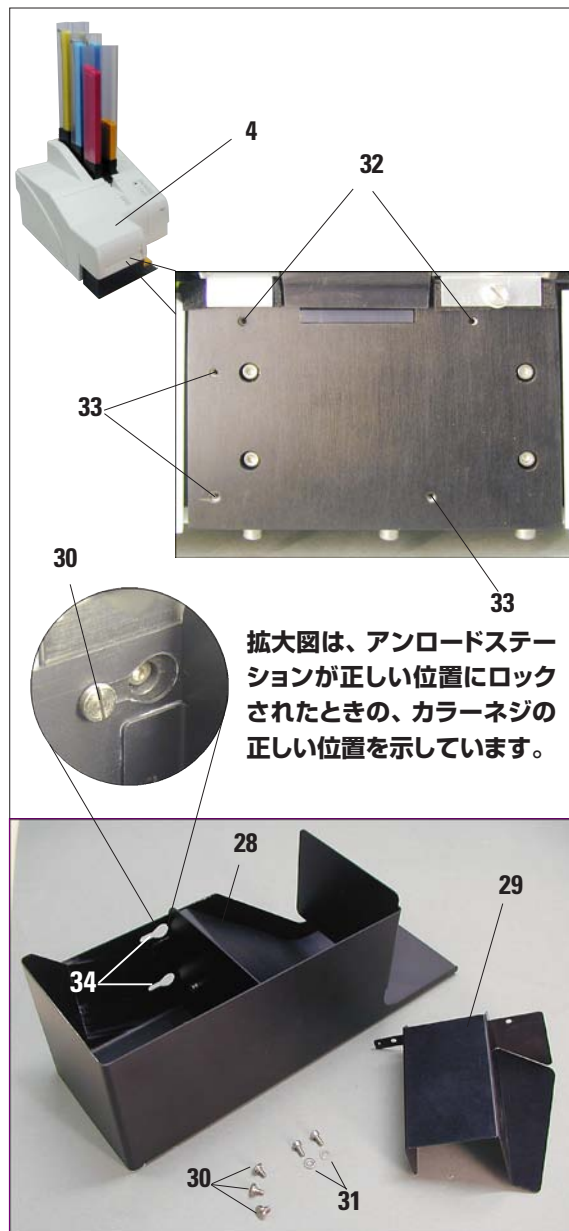 4
32
33
33
30
拡大図は、アンロードステー
ションが正しい位置にロック
されたときの、カラーネジの
正しい位置を示しています。
28
29
34
30
31